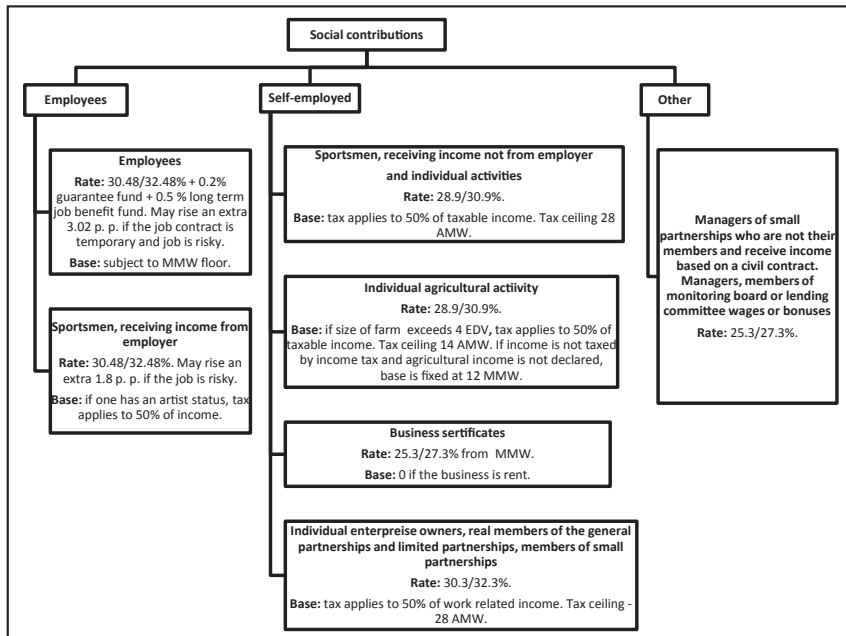 Social contributions
Employees
Self-employed
Other
Employees
Rate: 30.48/32.48% + 0.2%
guarantee fund + 0.5 % long term
job benefit fund. May rise an extra
3.02 p. p. if the job contract is
temporary and job is risky.
Base: subject to MMW floor.
Sportsmen, receiving income from
employer
Rate: 30.48/32.48%. May rise an
extra 1.8 p. p. if the job is risky.
Base: if one has an artist status, tax
applies to 50% of income.
Sportsmen, receiving income not from employer
and individual activities
Rate: 28.9/30.9%.
Base: tax applies to 50% of taxable income. Tax ceiling 28
AMW.
Individual agricultural actiivity
Rate: 28.9/30.9%.
Base: if size of farm exceeds 4 EDV, tax applies to 50% of
taxable income. Tax ceiling 14 AMW. If income is not taxed
by income tax and agricultural income is not declared,
base is fixed at 12 MMW.
Business sertificates
Rate: 25.3/27.3% from MMW.
Base: 0 if the business is rent.
Individual enterpreise owners, real members of the general
partnerships and limited partnerships, members of small
partnerships
Rate: 30.3/32.3%.
Base: tax applies to 50% of work related income. Tax ceiling -
28 AMW.
Managers of small
partnerships who are not their
members and receive income
based on a civil contract.
Managers, members of
monitoring board or lending
committee wages or bonuses
Rate: 25.3/27.3%.